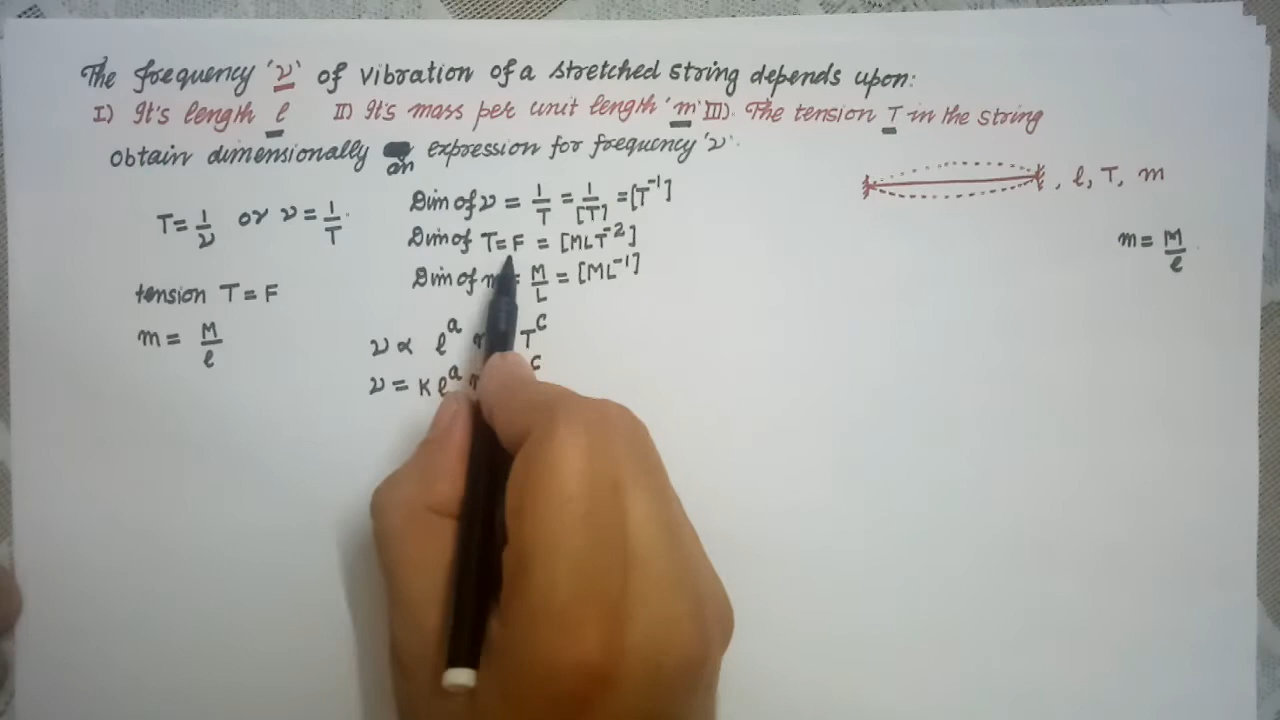 The frequency 'ν' of vibration of a stretched string depends upon:
I) It's length l II) It's mass per unit length 'm' III). The tension T in the string
obtain dimensionally an expression for frequency 'ν'.
, l, T, m
m = M/l
T = 1/ν or ν = 1/T.
tension T = F
m = M/l
Dim of ν = 1/T = 1/[T] = [T⁻¹]
Dim of T = F = [MLT⁻²]
Dim of m = M/L = [ML⁻¹]
ν ∝ lᵃ Tᶜ
ν = K lᵃ